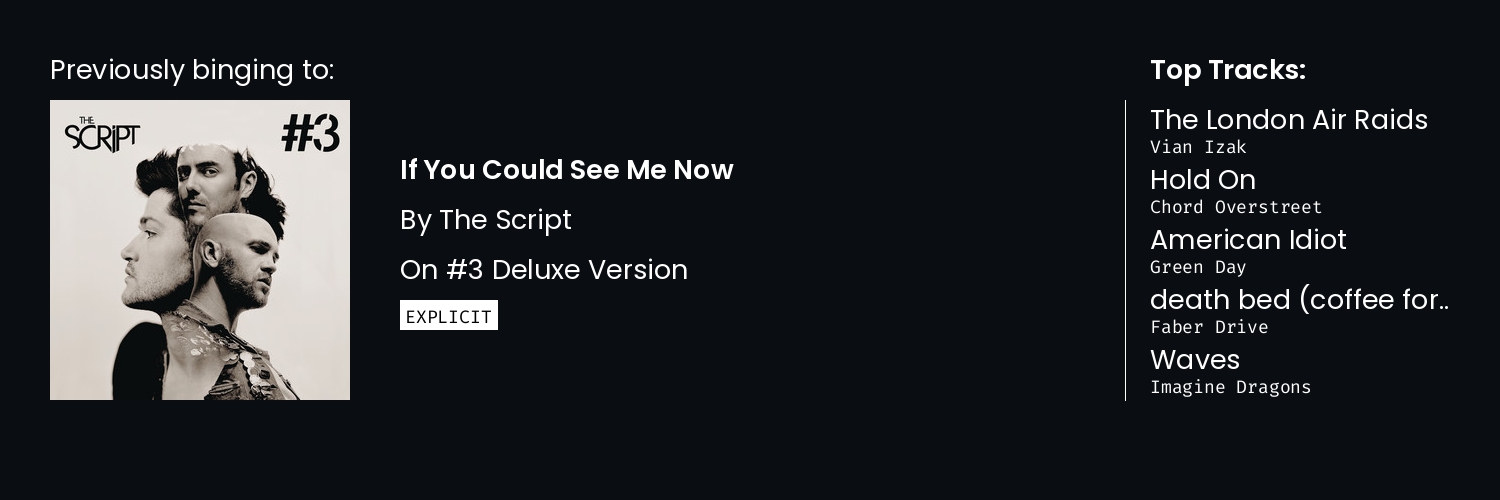 Previously binging to:
THE
SCRIPT
#3
If You Could See Me Now
By The Script
On #3 Deluxe Version
EXPLICIT
Top Tracks:
The London Air Raids
Vian Izak
Hold On
Chord Overstreet
American Idiot
Green Day
death bed (coffee for..
Faber Drive
Waves
Imagine Dragons